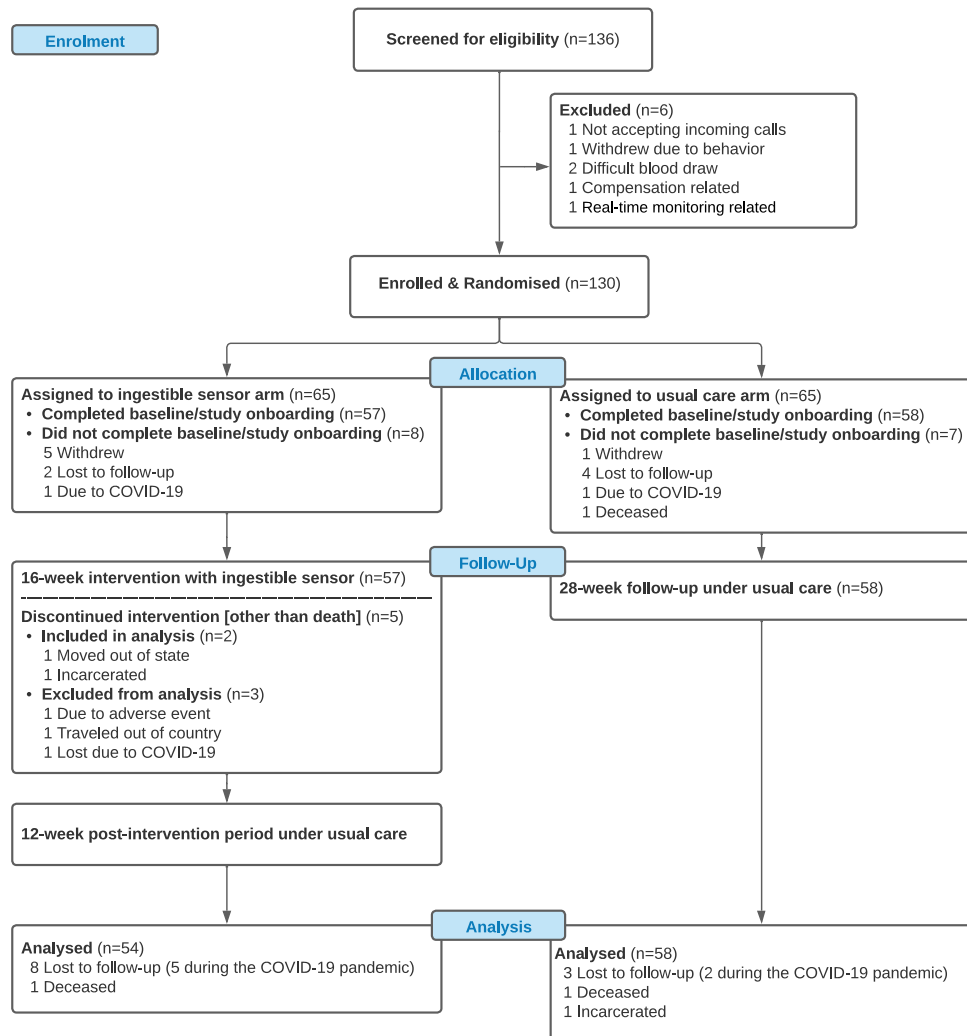 Enrolment
Screened for eligibility (n=136)
Excluded (n=6)
1 Not accepting incoming calls
1 Withdrew due to behavior
2 Difficult blood draw
1 Compensation related
1 Real-time monitoring related
Enrolled & Randomised (n=130)
Allocation
Assigned to ingestible sensor arm (n=65)
• Completed baseline/study onboarding (n=57)
• Did not complete baseline/study onboarding (n=8)
5 Withdrew
2 Lost to follow-up
1 Due to COVID-19
Assigned to usual care arm (n=65)
• Completed baseline/study onboarding (n=58)
• Did not complete baseline/study onboarding (n=7)
1 Withdrew
4 Lost to follow-up
1 Due to COVID-19
1 Deceased
Follow-Up
16-week intervention with ingestible sensor (n=57)
Discontinued intervention [other than death] (n=5)
• Included in analysis (n=2)
1 Moved out of state
1 Incarcerated
• Excluded from analysis (n=3)
1 Due to adverse event
1 Traveled out of country
1 Lost due to COVID-19
28-week follow-up under usual care (n=58)
12-week post-intervention period under usual care
Analysis
Analysed (n=54)
8 Lost to follow-up (5 during the COVID-19 pandemic)
1 Deceased
Analysed (n=58)
3 Lost to follow-up (2 during the COVID-19 pandemic)
1 Deceased
1 Incarcerated